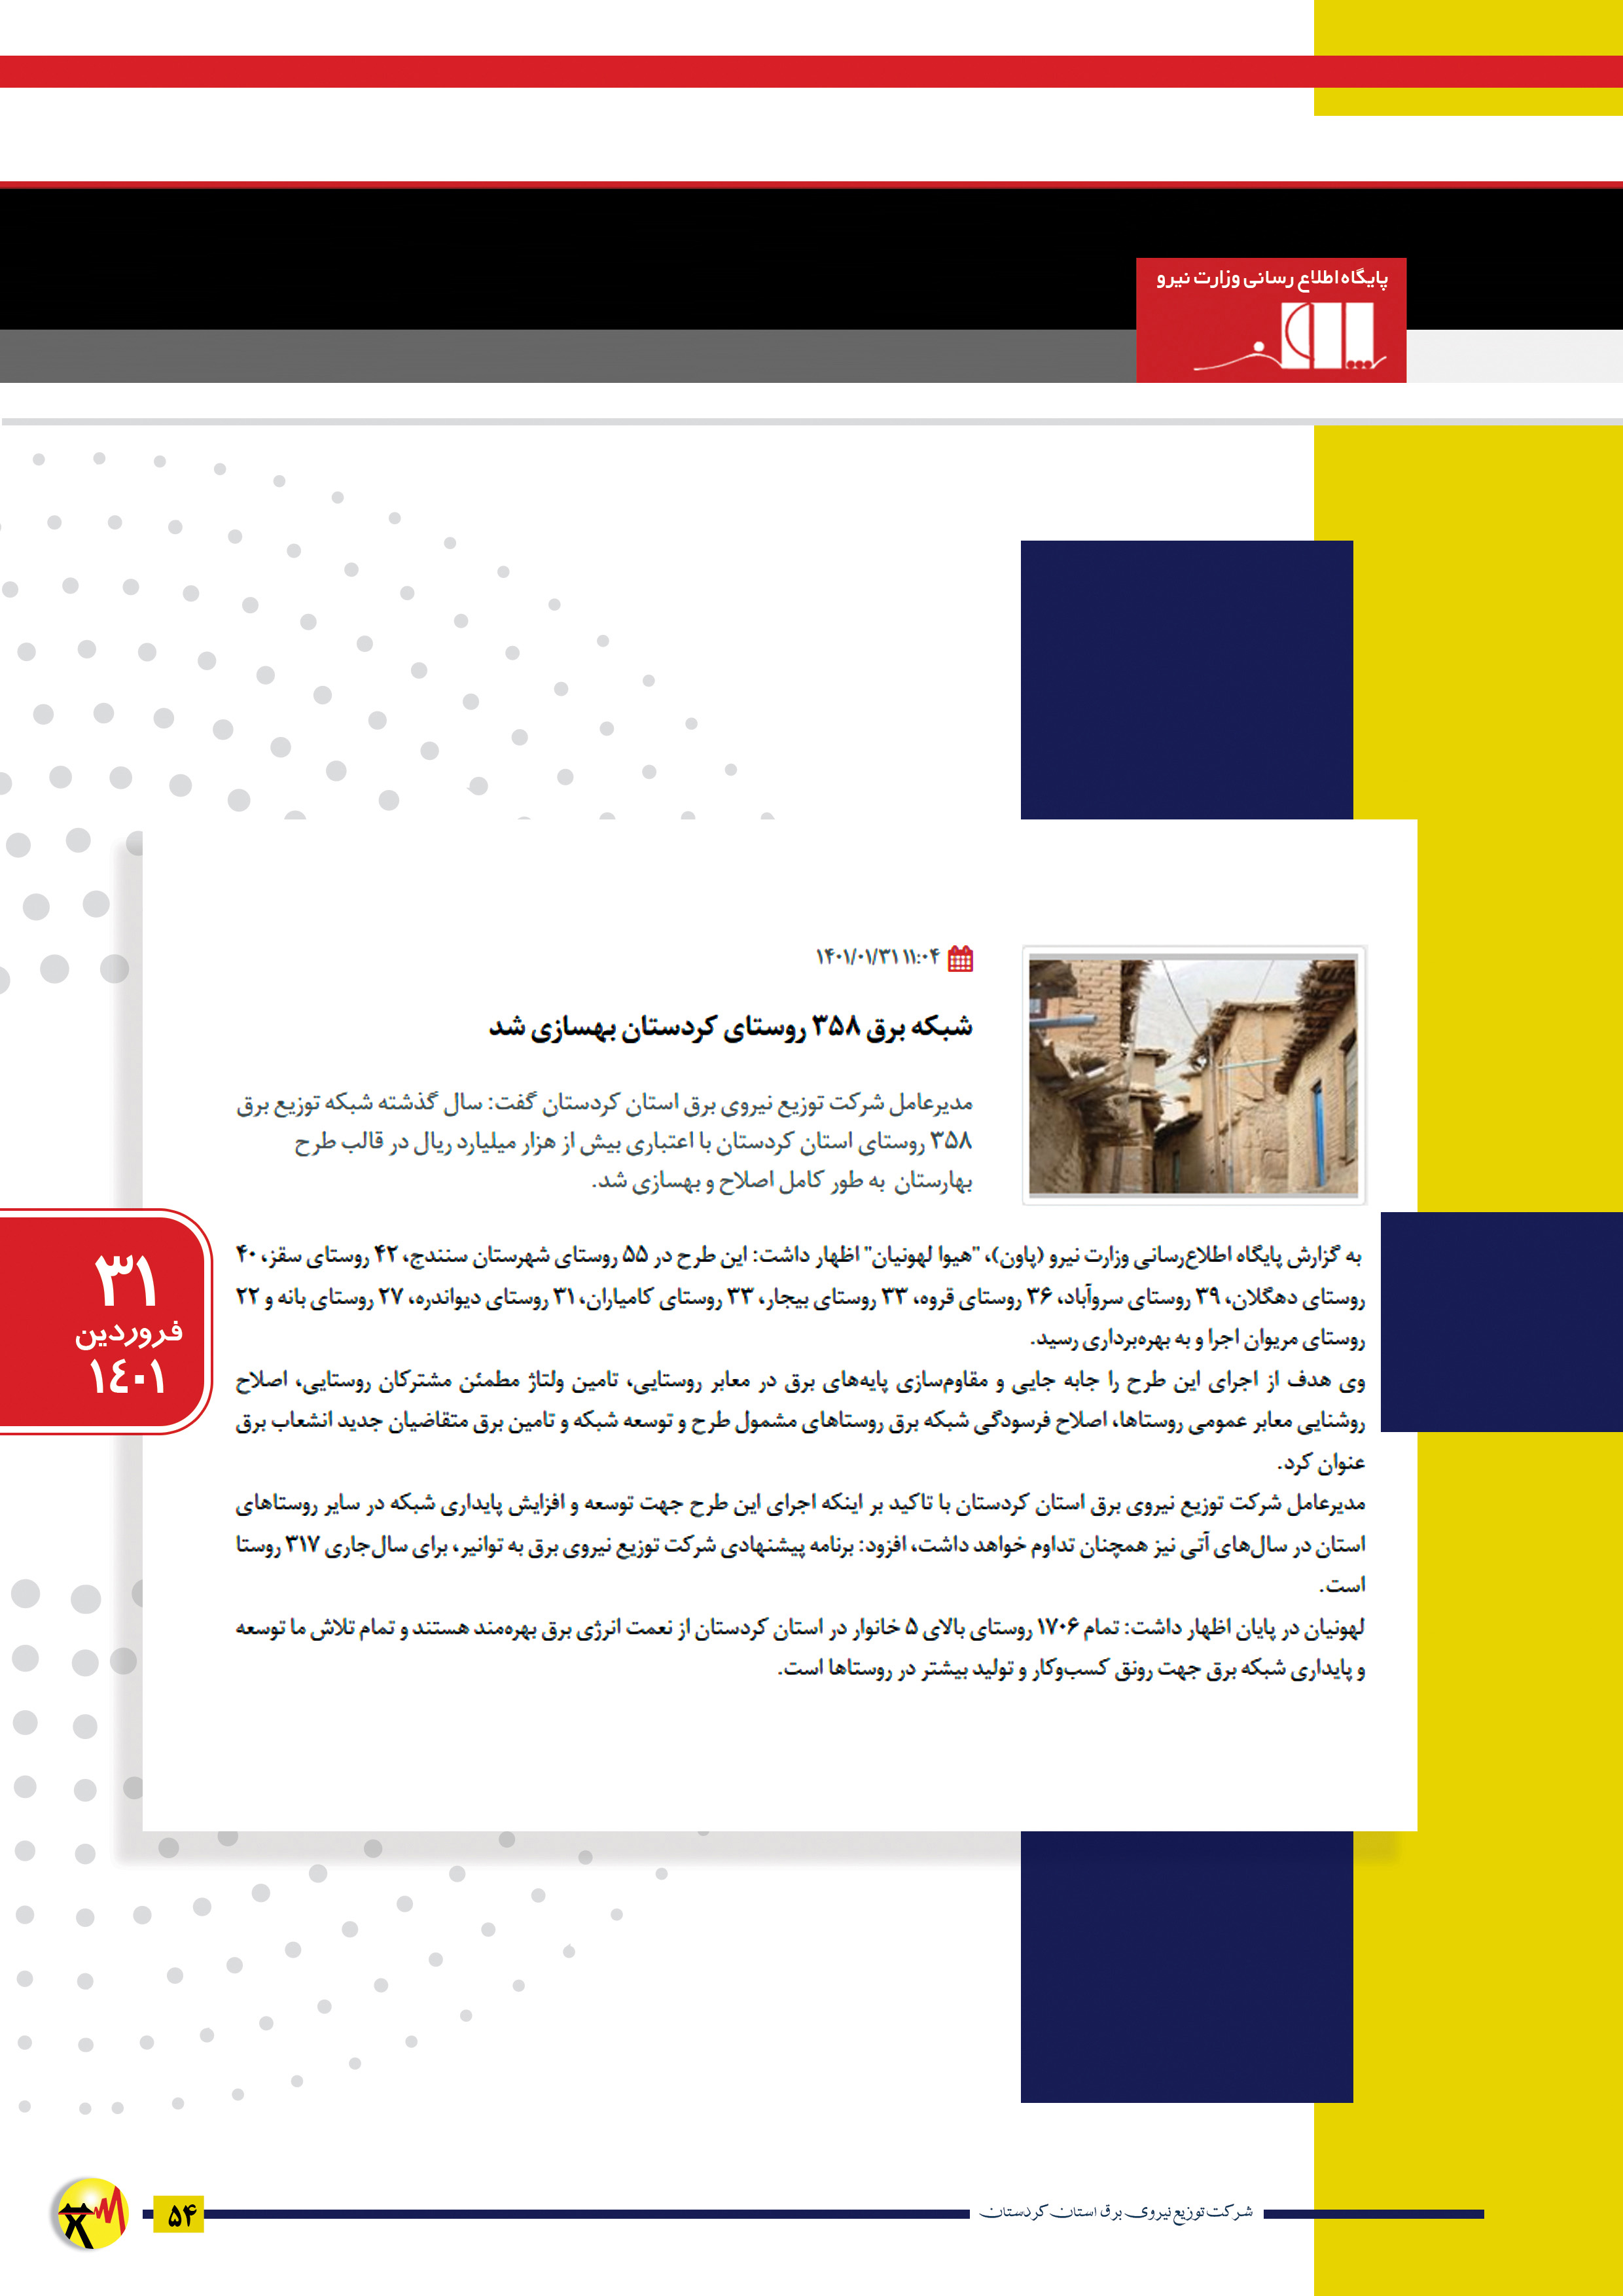 پایگاه اطلاع رسانی وزارت نیرو
۱۴۰۱/۰۱/۳۱ ۱۱:۰۴
شبکه برق ۳۵۸ روستای کردستان بهسازی شد
مدیرعامل شرکت توزیع نیروی برق استان کردستان گفت: سال گذشته شبکه توزیع برق
۳۵۸ روستای استان کردستان با اعتباری بیش از هزار میلیارد ریال در قالب طرح
بهارستان به طور کامل اصلاح و بهسازی شد.
به گزارش پایگاه اطلاع‌رسانی وزارت نیرو (پاون)، "هیوا لهونیان" اظهار داشت: این طرح در ۵۵ روستای شهرستان سنندج، ۴۲ روستای سقز، ۴۰
روستای دهگلان، ۳۹ روستای سروآباد، ۳۶ روستای قروه، ۳۳ روستای بیجار، ۳۳ روستای کامیاران، ۳۱ روستای دیواندره، ۲۷ روستای بانه و ۲۲
روستای مریوان اجرا و به بهره‌برداری رسید.
وی هدف از اجرای این طرح را جابه جایی و مقاوم‌سازی پایه‌های برق در معابر روستایی، تامین ولتاژ مطمئن مشترکان روستایی، اصلاح
روشنایی معابر عمومی روستاها، اصلاح فرسودگی شبکه برق روستاهای مشمول طرح و توسعه شبکه و تامین برق متقاضیان جدید انشعاب برق
عنوان کرد.
مدیرعامل شرکت توزیع نیروی برق استان کردستان با تاکید بر اینکه اجرای این طرح جهت توسعه و افزایش پایداری شبکه در سایر روستاهای
استان در سال‌های آتی نیز همچنان تداوم خواهد داشت، افزود: برنامه پیشنهادی شرکت توزیع نیروی برق به توانیر، برای سال‌جاری ۳۱۷ روستا
است.
لهونیان در پایان اظهار داشت: تمام ۱۷۰۶ روستای بالای ۵ خانوار در استان کردستان از نعمت انرژی برق بهره‌مند هستند و تمام تلاش ما توسعه
و پایداری شبکه برق جهت رونق کسب‌وکار و تولید بیشتر در روستاها است.
۳۱
فروردین
۱۴۰۱
شرکت توزیع نیروی برق استان کردستان
۵۴